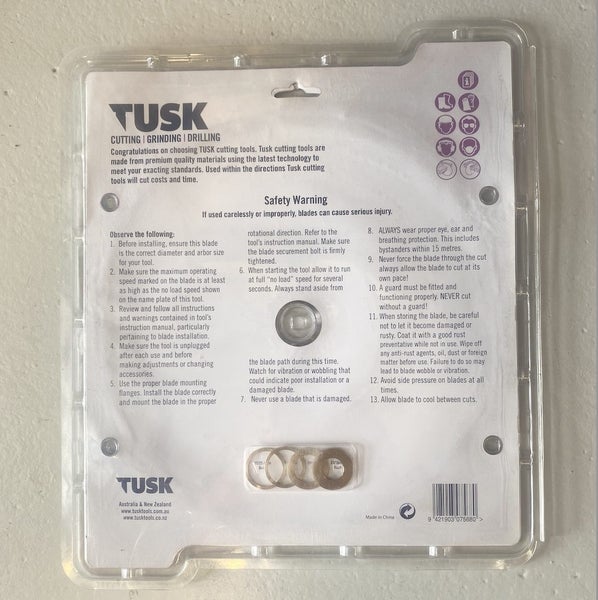 TUSK
CUTTING | GRINDING | DRILLING
Congratulations on choosing TUSK cutting tools. Tusk cutting tools are
made from premium quality materials using the latest technology to
meet your exacting standards. Used within the directions Tusk cutting
tools will cut costs and time.
Safety Warning
If used carelessly or improperly, blades can cause serious injury.
Observe the following:
1. Before installing, ensure this blade
is the correct diameter and arbor size
for your tool.
2. Make sure the maximum operating
speed marked on the blade is at least
as high as the no load speed shown
on the name plate of this tool.
3. Review and follow all instructions
and warnings contained in tool's
instruction manual, particularly
pertaining to blade installation.
4. Make sure the tool is unplugged
after each use and before
making adjustments or changing
accessories.
5. Use the proper blade mounting
flanges. Install the blade correctly
and mount the blade in the proper
rotational direction. Refer to the
tool's instruction manual. Make sure
the blade securement bolt is firmly
tightened.
6. When starting the tool allow it to run
at full "no load" speed for several
seconds. Always stand aside from
the blade path during this time.
Watch for vibration or wobbling that
could indicate poor installation or a
damaged blade.
7. Never use a blade that is damaged.
8. ALWAYS wear proper eye, ear and
breathing protection. This includes
bystanders within 15 metres.
9. Never force the blade through the cut
always allow the blade to cut at its
own pace!
10. A guard must be fitted and
functioning properly. NEVER cut
without a guard!
11. When storing the blade, be careful
not to let it become damaged or
rusty. Coat it with a good rust
preventative while not in use. Wipe off
any anti-rust agents, oil, dust or foreign
matter before use. Failure to do so may
lead to blade wobble or vibration.
12. Avoid side pressure on blades at all
times.
13. Allow blade to cool between cuts.
TUSK
Australia & New Zealand
www.tusktools.com.au
www.tusktools.co.nz
Made in China
9 421903 075680 >